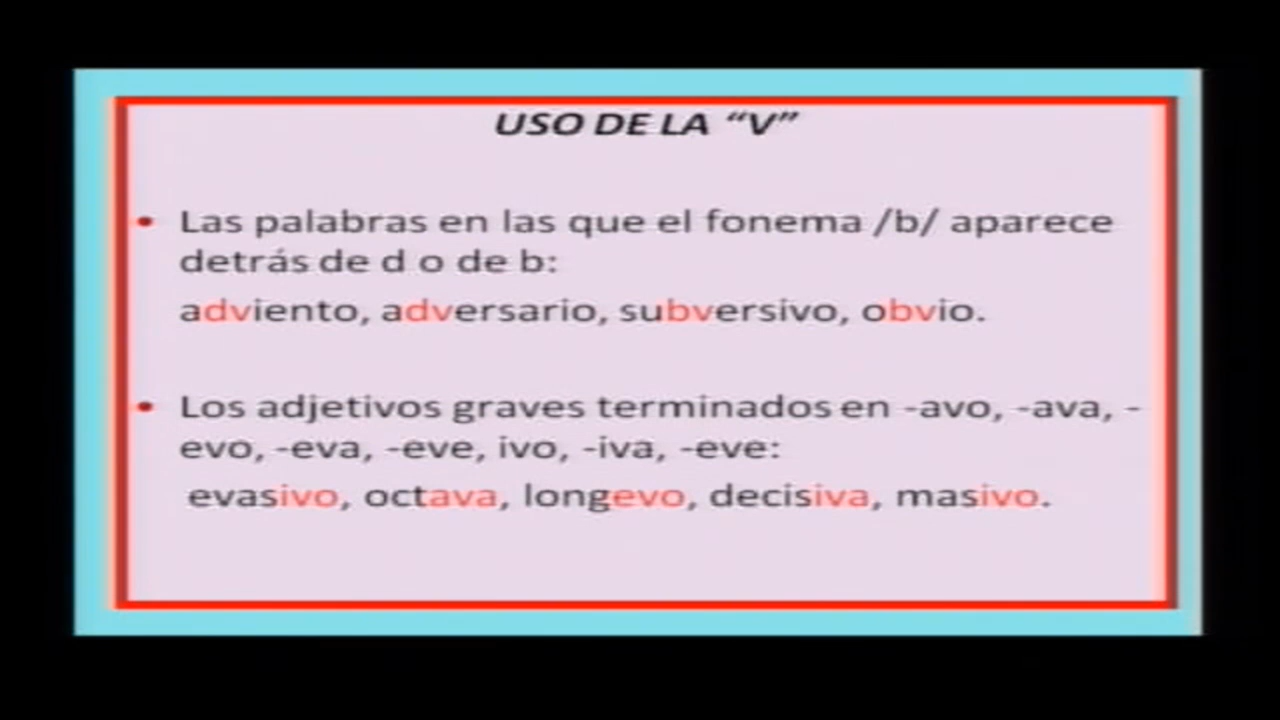 USO DE LA “V”
• Las palabras en las que el fonema /b/ aparece
detrás de d o de b:
adviento, adversario, subversivo, obvio.
• Los adjetivos graves terminados en -avo, -ava, -
evo, -eva, -eve, ivo, -iva, -eve:
evasivo, octava, longevo, decisiva, masivo.